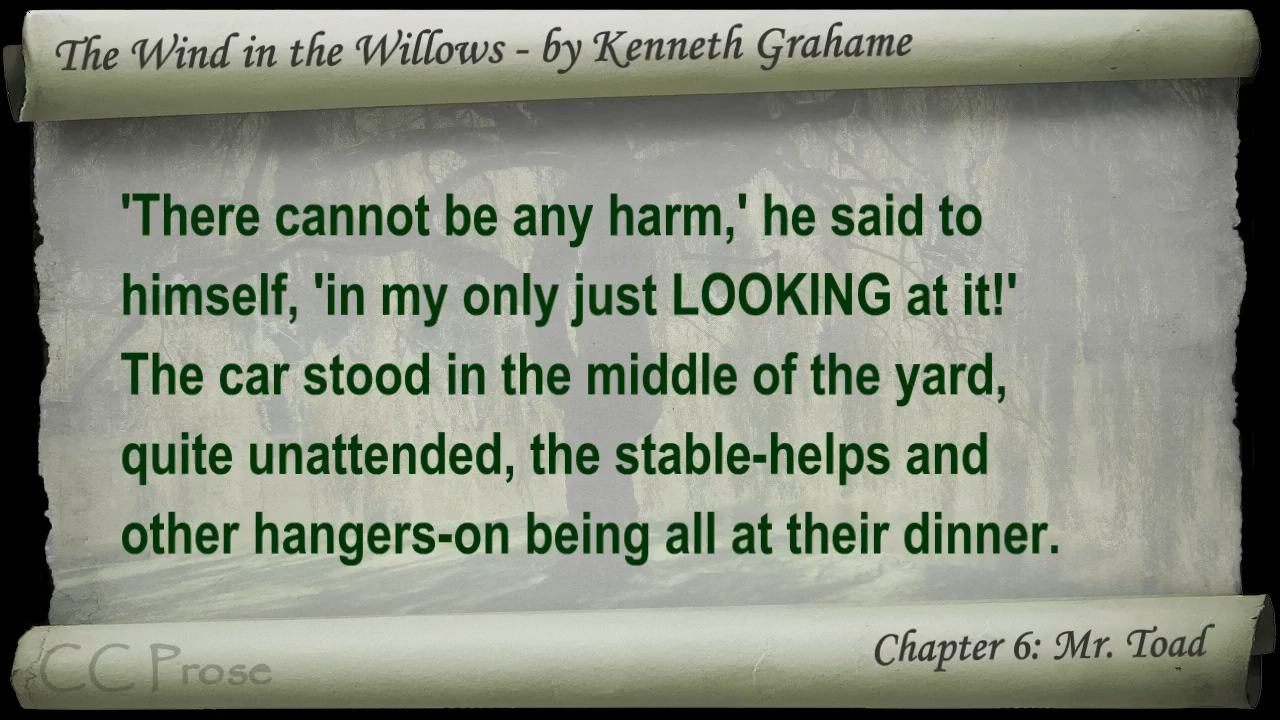 The Wind in the Willows - by Kenneth Grahame
'There cannot be any harm,' he said to
himself, 'in my only just LOOKING at it!'
The car stood in the middle of the yard,
quite unattended, the stable-helps and
other hangers-on being all at their dinner.
Chapter 6: Mr. Toad
CC Prose